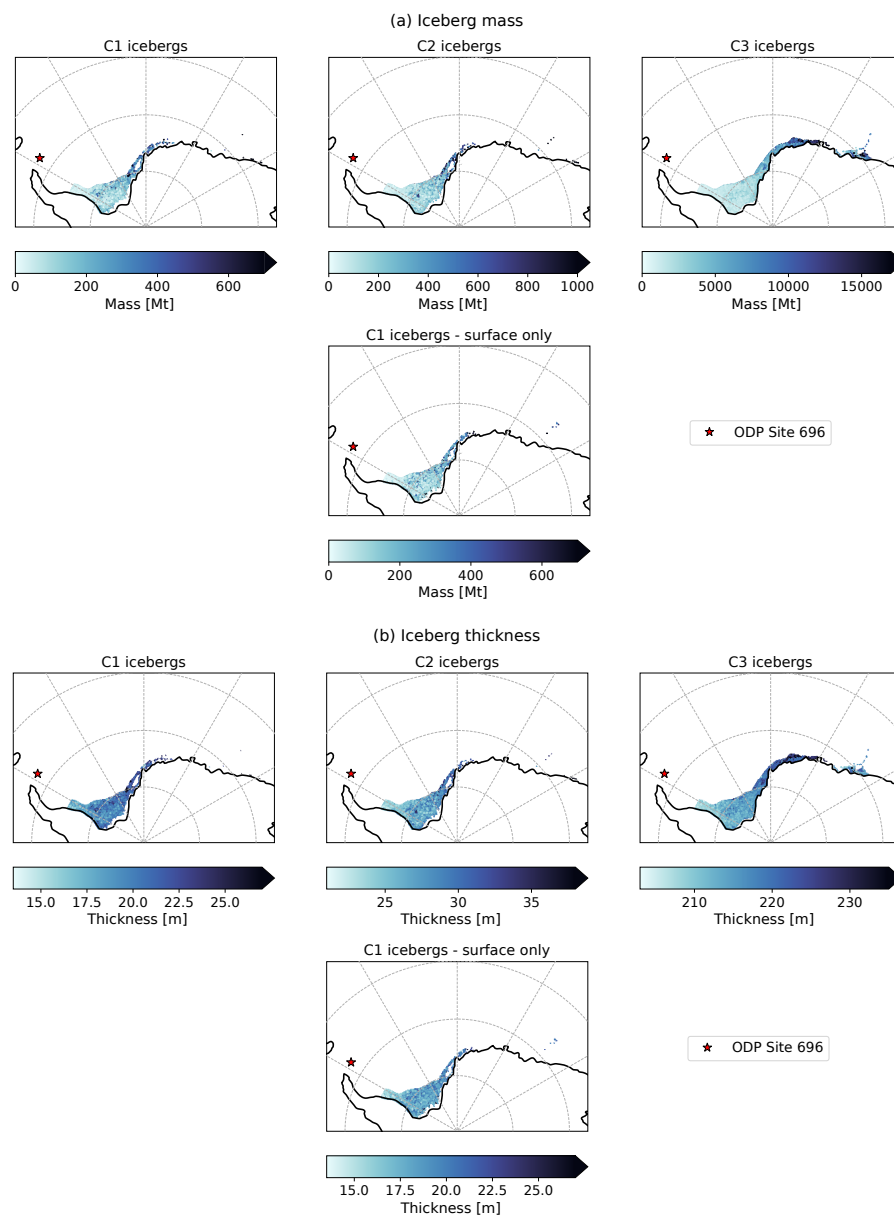 (a) Iceberg mass
C1 icebergs
C2 icebergs
C3 icebergs
0 200 400 600
0 200 400 600 800 1000
0 5000 10000 15000
Mass [Mt]
Mass [Mt]
Mass [Mt]
C1 icebergs - surface only
ODP Site 696
0 200 400 600
Mass [Mt]
(b) Iceberg thickness
C1 icebergs
C2 icebergs
C3 icebergs
15.0 17.5 20.0 22.5 25.0
25 30 35
210 220 230
Thickness [m]
Thickness [m]
Thickness [m]
C1 icebergs - surface only
ODP Site 696
15.0 17.5 20.0 22.5 25.0
Thickness [m]